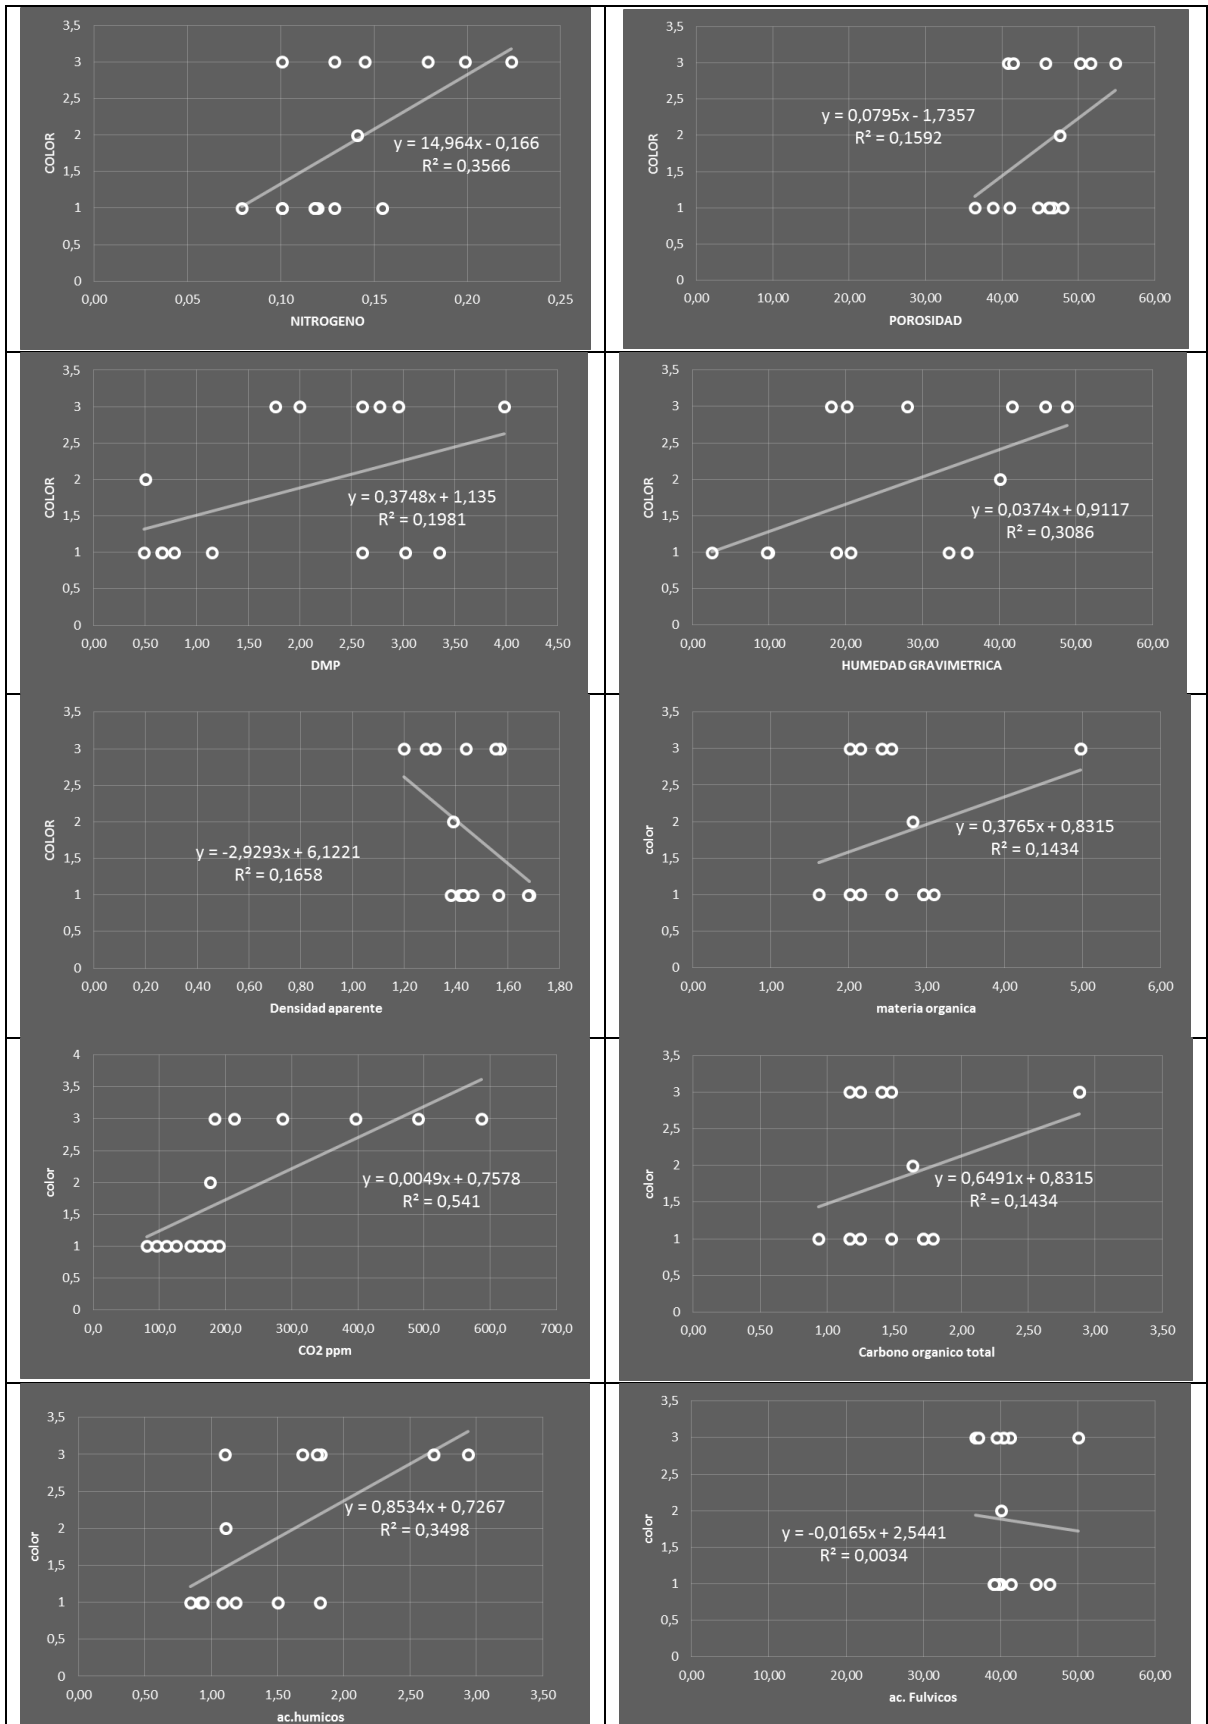 3,5
3
2,5
2
1,5
1
0,5
0
COLOR
y = 14,964x - 0,166
R² = 0,3566
0,00 0,05 0,10 0,15 0,20 0,25
NITROGENO
3,5
3
2,5
2
1,5
1
0,5
0
COLOR
y = 0,0795x - 1,7357
R² = 0,1592
0,00 10,00 20,00 30,00 40,00 50,00 60,00
POROSIDAD
3,5
3
2,5
2
1,5
1
0,5
0
COLOR
y = 0,3748x + 1,135
R² = 0,1981
0,00 0,50 1,00 1,50 2,00 2,50 3,00 3,50 4,00 4,50
DMP
3,5
3
2,5
2
1,5
1
0,5
0
COLOR
y = 0,0374x + 0,9117
R² = 0,3086
0,00 10,00 20,00 30,00 40,00 50,00 60,00
HUMEDAD GRAVIMETRICA
3,5
3
2,5
2
1,5
1
0,5
0
COLOR
y = -2,9293x + 6,1221
R² = 0,1658
0,00 0,20 0,40 0,60 0,80 1,00 1,20 1,40 1,60 1,80
Densidad aparente
3,5
3
2,5
2
1,5
1
0,5
0
color
y = 0,3765x + 0,8315
R² = 0,1434
0,00 1,00 2,00 3,00 4,00 5,00 6,00
materia organica
4
3,5
3
2,5
2
1,5
1
0,5
0
color
y = 0,0049x + 0,7578
R² = 0,541
0,0 100,0 200,0 300,0 400,0 500,0 600,0 700,0
CO2 ppm
3,5
3
2,5
2
1,5
1
0,5
0
color
y = 0,6491x + 0,8315
R² = 0,1434
0,00 0,50 1,00 1,50 2,00 2,50 3,00 3,50
Carbono organico total
3,5
3
2,5
2
1,5
1
0,5
0
color
y = 0,8534x + 0,7267
R² = 0,3498
0,00 0,50 1,00 1,50 2,00 2,50 3,00 3,50
ac.humicos
3,5
3
2,5
2
1,5
1
0,5
0
color
y = -0,0165x + 2,5441
R² = 0,0034
0,00 10,00 20,00 30,00 40,00 50,00 60,00
ac. Fulvicos